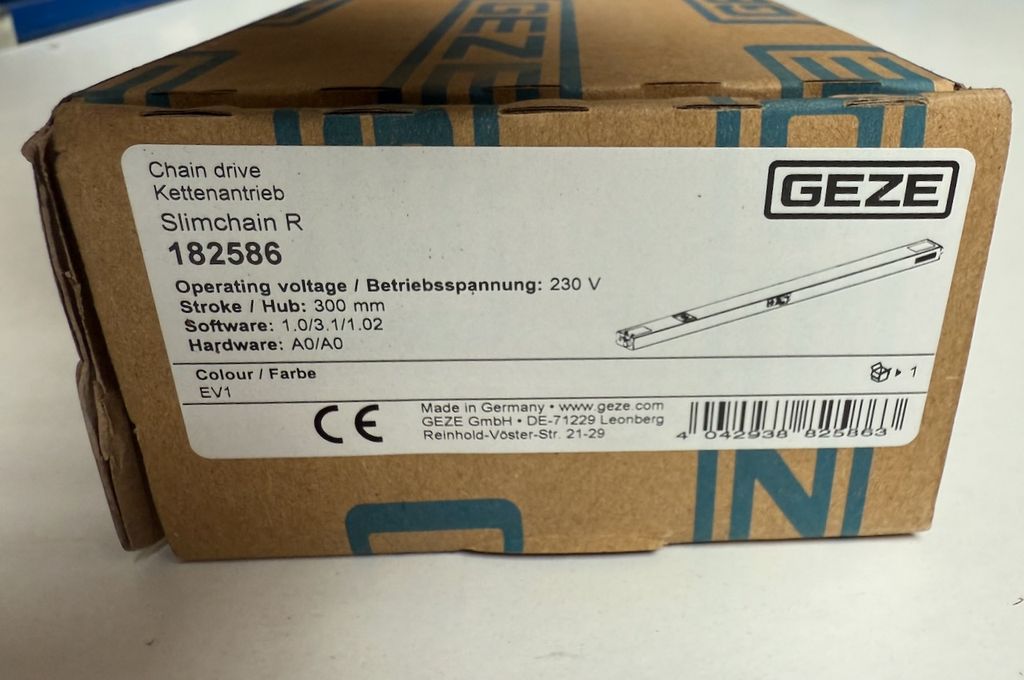 GEZE
Chain drive
Kettenantrieb
Slimchain R
182586
GEZE
Operating voltage / Betriebsspannung: 230 V
Stroke / Hub: 300 mm
Software: 1.0/3.1/1.02
Hardware: A0/A0
Colour / Farbe
EV1
1
CE
Made in Germany • www.geze.com
GEZE GmbH • DE-71229 Leonberg
Reinhold-Vöster-Str. 21-29
4 042938 825863